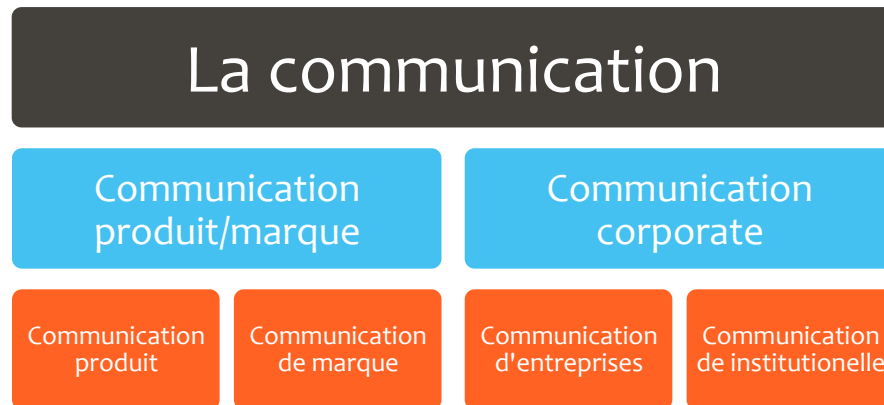 La communication
Communication
produit/marque
Communication
corporate
Communication
produit
Communication
de marque
Communication
d'entreprises
Communication
de institutionelle